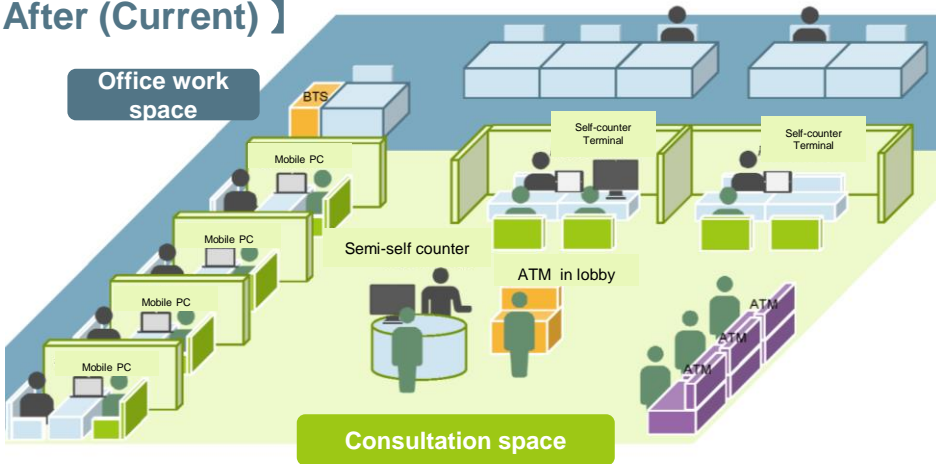 After (Current) 】
Office work
space
BTS
Self-counter
Terminal
Self-counter
Terminal
Mobile PC
Mobile PC
Semi-self counter
ATM in lobby
Mobile PC
ATM
ATM
Mobile PC
ATM
Consultation space